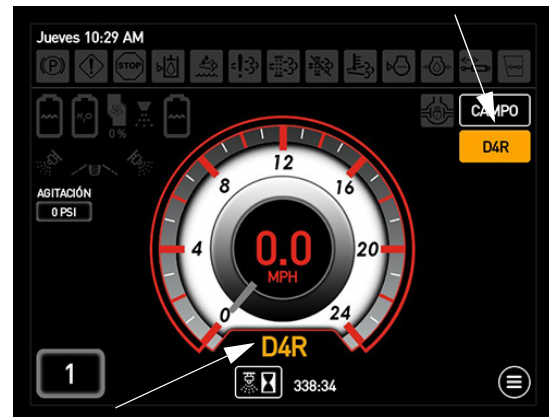 Jueves 10:29 AM
(P)
STOP
H₂O
0 %
CAMPO
D4R
AGITACIÓN
0 PSI
0
4
8
12
16
20
24
0.0
MPH
D4R
1
338:34